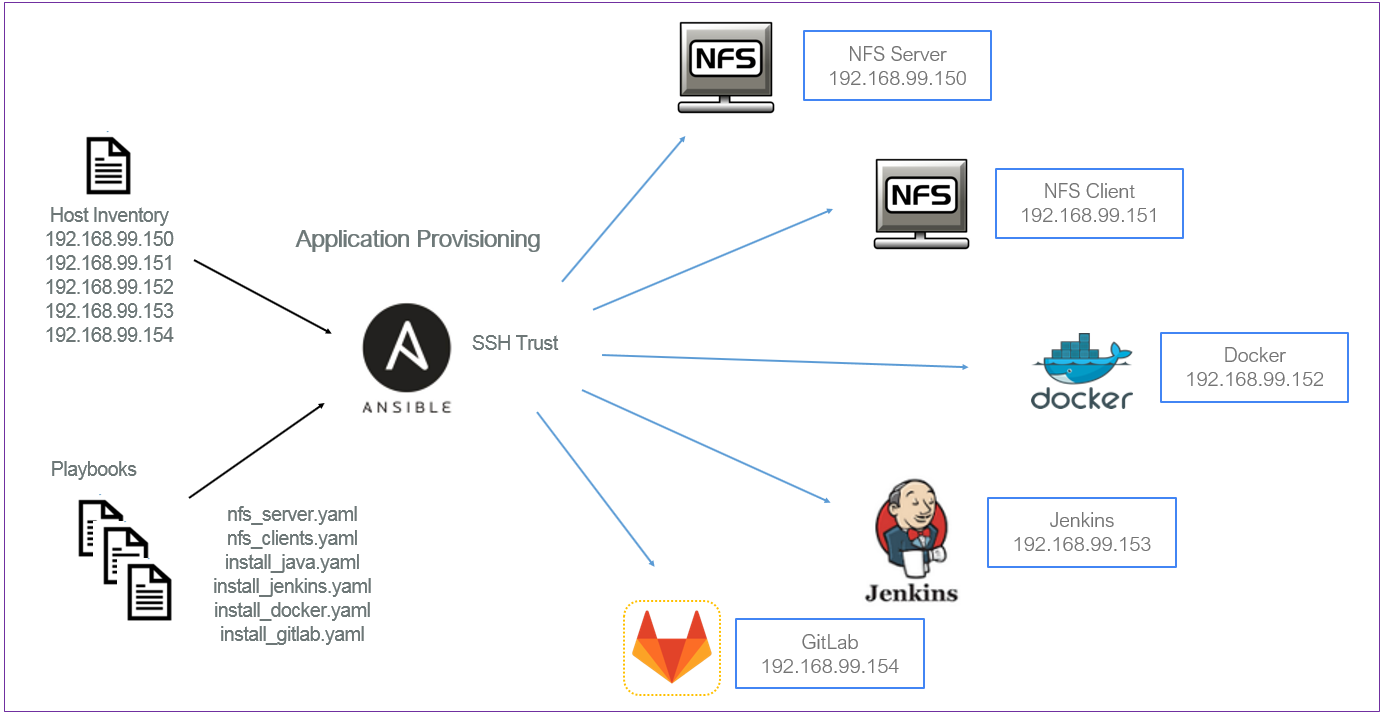 NFS
NFS Server
192.168.99.150
NFS
NFS Client
192.168.99.151
Host Inventory
192.168.99.150
192.168.99.151
192.168.99.152
192.168.99.153
192.168.99.154
Application Provisioning
SSH Trust
ANSIBLE
docker
Docker
192.168.99.152
Playbooks
nfs_server.yaml
nfs_clients.yaml
install_java.yaml
install_jenkins.yaml
install_docker.yaml
install_gitlab.yaml
Jenkins
Jenkins
192.168.99.153
GitLab
192.168.99.154